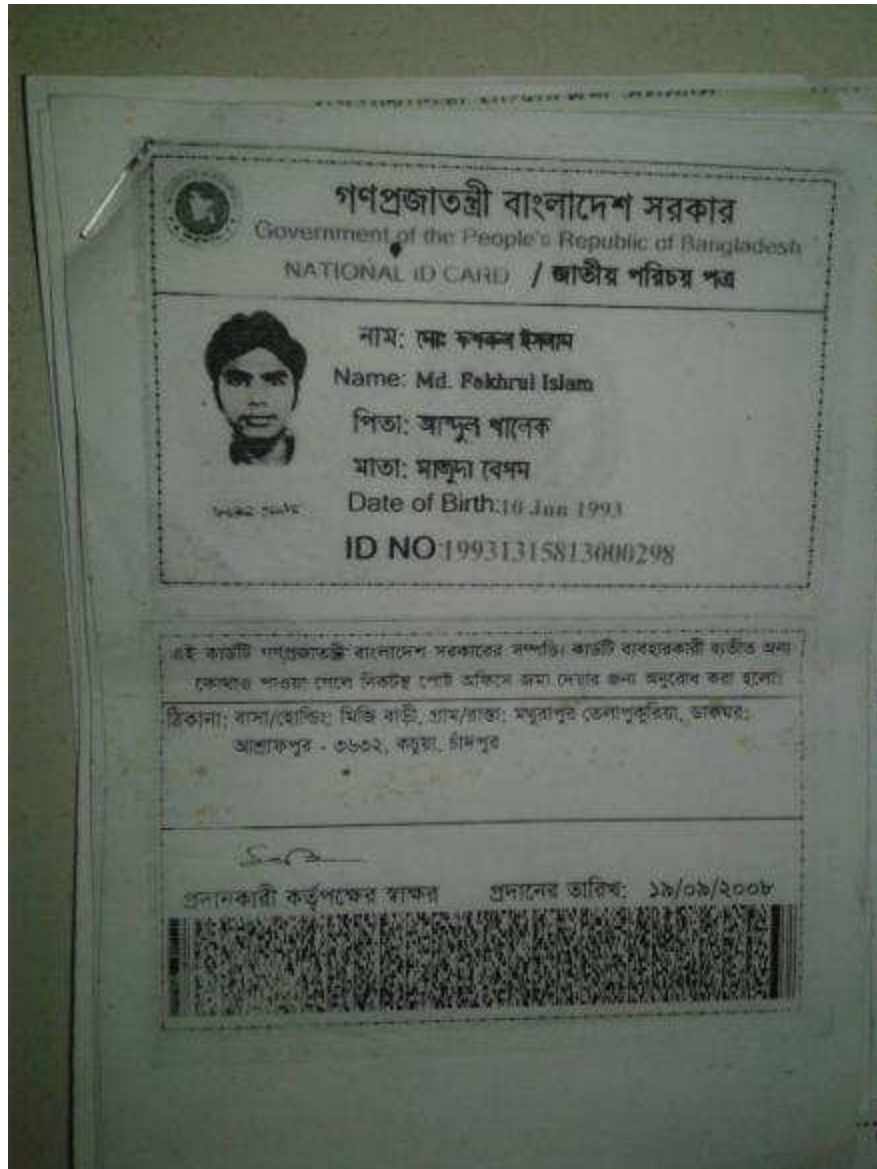 গণপ্রজাতন্ত্রী বাংলাদেশ সরকার
Government of the People's Republic of Bangladesh
NATIONAL ID CARD / জাতীয় পরিচয় পত্র
নাম: মোঃ ফখরুল ইসলাম
Name: Md. Fakhrul Islam
পিতা: আব্দুল খালেক
মাতা: মাজুদা বেগম
Date of Birth: 10 Jun 1993
ID NO: 19931315813000298
এই কার্ডটি গণপ্রজাতন্ত্রী বাংলাদেশ সরকারের সম্পত্তি। কার্ডটি ব্যবহারকারী ব্যতীত অন্য
কোথাও পাওয়া গেলে নিকটস্থ পোষ্ট অফিসে জমা দেবার জন্য অনুরোধ করা হলো।
ঠিকানা: বাসা/হোল্ডিং: মিজি বাড়ী, গ্রাম/রাস্তা: মথুরাপুর তেলাপুকুরিয়া, ডাকঘর:
আশ্রাফপুর - ৩৬৩২, কচুয়া, চাঁদপুর
প্রদানকারী কর্তৃপক্ষের স্বাক্ষর প্রদানের তারিখ: ১৯/০৯/২০০৮